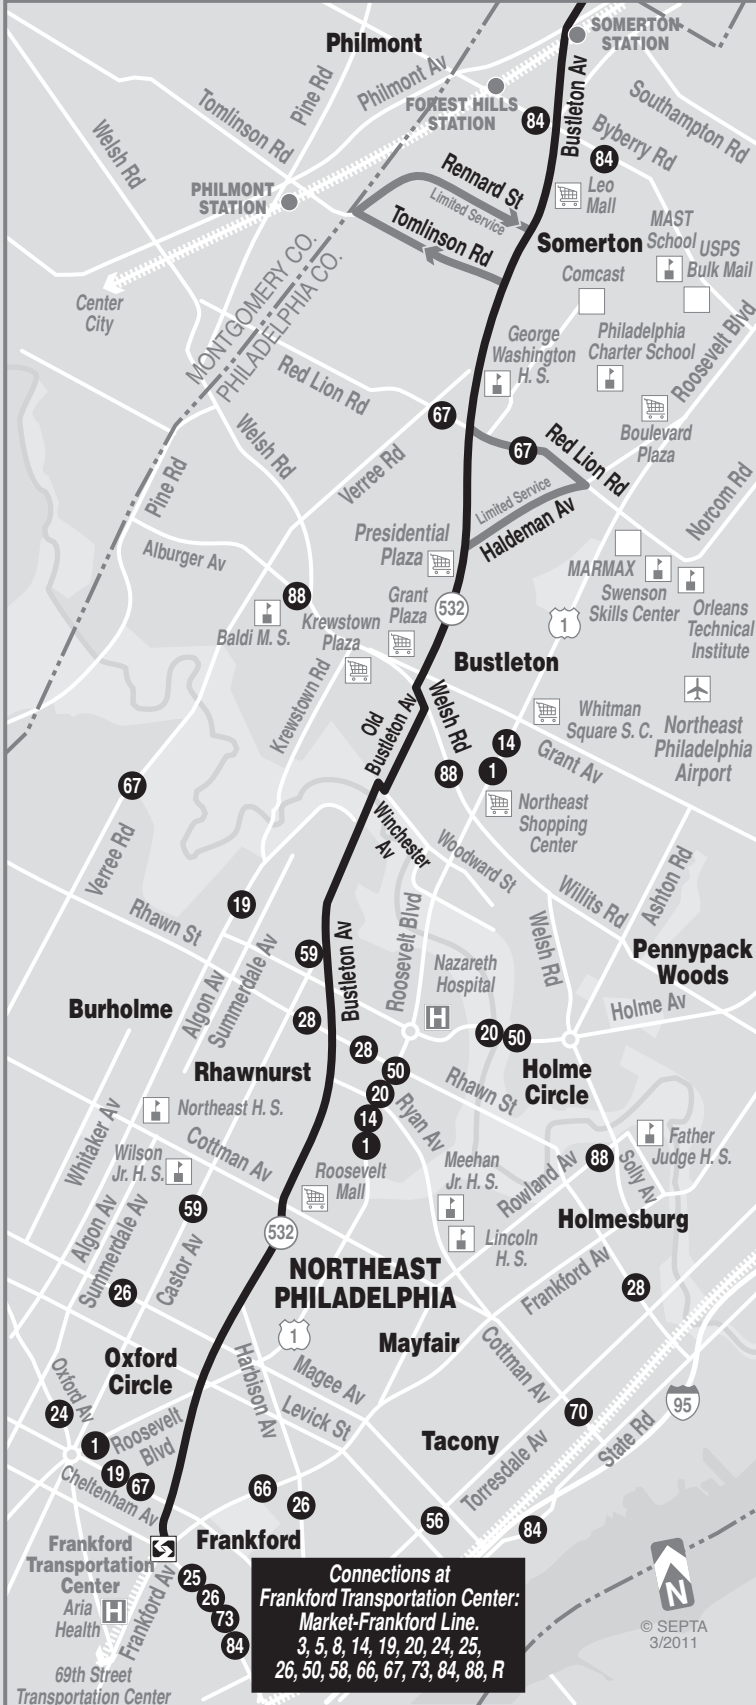 SOMERTON
STATION
Philmont
Bustleton Av
Philmont Av
Pine Rd
Tomlinson Rd
FOREST HILLS
STATION
Southampton Rd
84
Byberry Rd
84
Welsh Rd
Rennard St
Limited Service
Leo
Mall
PHILMONT
STATION
Tomlinson Rd
MAST
School
USPS
Bulk Mail
Somerton
Comcast
Center
City
MONTGOMERY CO.
PHILADELPHIA CO.
George
Washington
H. S.
Philadelphia
Charter School
Roosevelt Blvd
Red Lion Rd
67
Boulevard
Plaza
Welsh Rd
Verree Rd
67
Red Lion Rd
Pine Rd
Limited Service
Haldeman Av
Norcom Rd
Alburger Av
Presidential
Plaza
MARMAX
Swenson
Skills Center
Orleans
Technical
Institute
88
Grant
Plaza
532
1
Baldi M. S.
Krewstown
Plaza
Bustleton
Krewstown Rd
Old
Bustleton Av
Welsh Rd
Whitman
Square S. C.
Northeast
Philadelphia
Airport
14
Grant Av
88
1
67
Northeast
Shopping
Center
Winchester
Av
Verree Rd
Woodward St
Ashton Rd
Willits Rd
19
Rhawn St
Roosevelt Blvd
Welsh Rd
Bustleton Av
59
Summerdale Av
Algon Av
Nazareth
Hospital
H
Pennypack
Woods
Burholme
Holme Av
28
20
50
28
Holme
Circle
Rhawnurst
50
Rhawn St
20
Northeast H. S.
14
Ryan Av
Whitaker Av
Cottman Av
1
Father
Judge H. S.
Wilson
Jr. H. S.
Roosevelt
Mall
Meehan
Jr. H. S.
88
Rowland Av
Solly Av
Algon Av
Summerdale Av
59
Holmesburg
532
Lincoln
H. S.
Castor Av
NORTHEAST
PHILADELPHIA
Frankford Av
26
28
1
Mayfair
Oxford
Circle
Harbison Av
Magee Av
Cottman Av
95
Oxford Av
24
Levick St
70
1
Roosevelt
Blvd
Tacony
State Rd
19
67
Cheltenham Av
66
26
Torresdale Av
56
84
Frankford
Frankford
Transportation
Center
Aria
Health
H
Frankford Av
25
26
73
84
69th Street
Transportation Center
Connections at
Frankford Transportation Center:
Market-Frankford Line.
3, 5, 8, 14, 19, 20, 24, 25,
26, 50, 58, 66, 67, 73, 84, 88, R
N
© SEPTA
3/2011